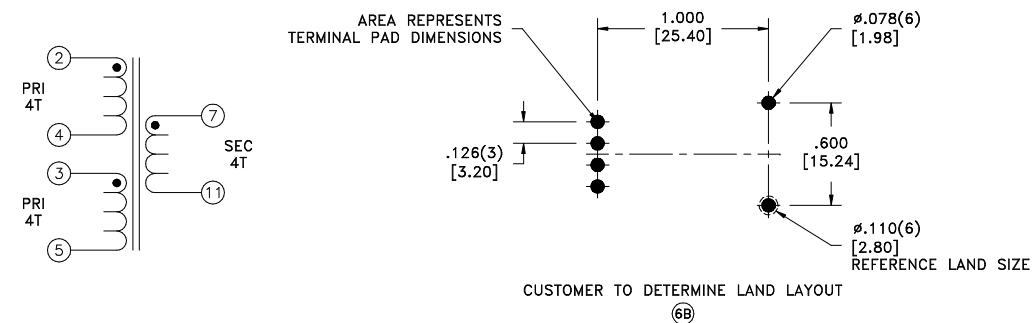 2
PRI
4T
4
3
PRI
4T
5
7
SEC
4T
11
AREA REPRESENTS
TERMINAL PAD DIMENSIONS
1.000
[25.40]
ø.078(6)
[1.98]
.126(3)
[3.20]
.600
[15.24]
ø.110(6)
[2.80]
REFERENCE LAND SIZE
CUSTOMER TO DETERMINE LAND LAYOUT
6B